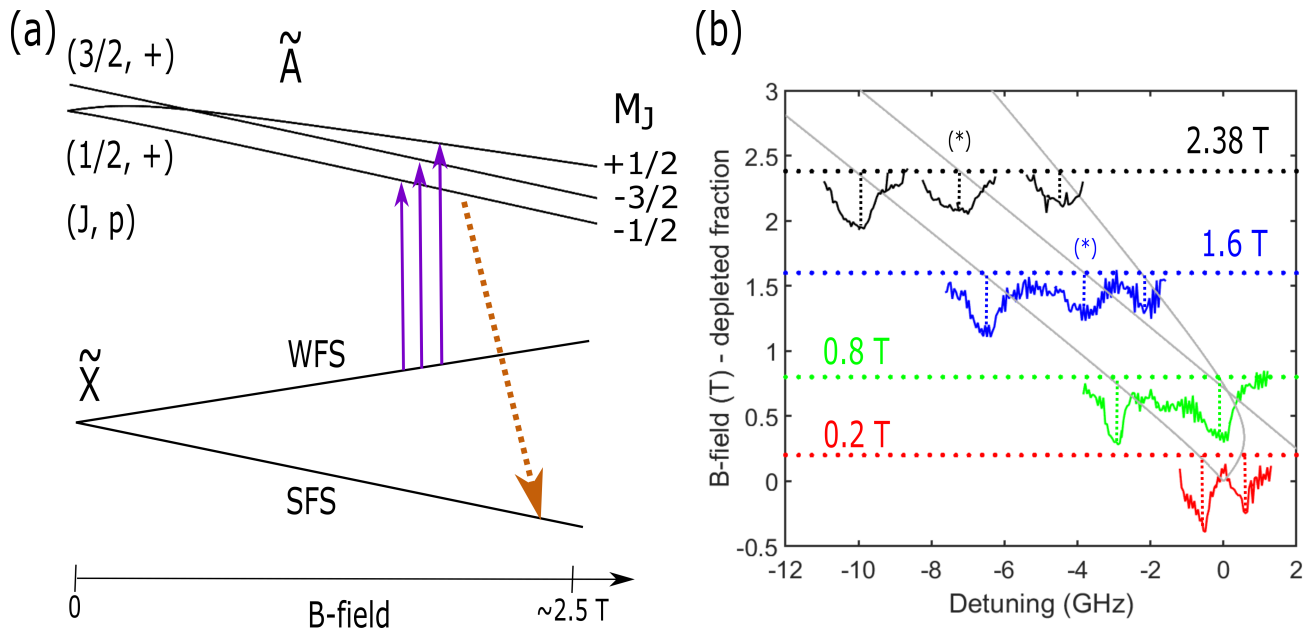 (a)
(3/2, +)
Ã
M_J
(1/2, +)
+1/2
-3/2
(J, p)
-1/2
WFS
X̃
SFS
0
B-field
~2.5 T
(b)
B-field (T) - depleted fraction
3
2.5
2
1.5
1
0.5
0
-0.5
(*)
2.38 T
(*)
1.6 T
0.8 T
0.2 T
-12
-10
-8
-6
-4
-2
0
2
Detuning (GHz)